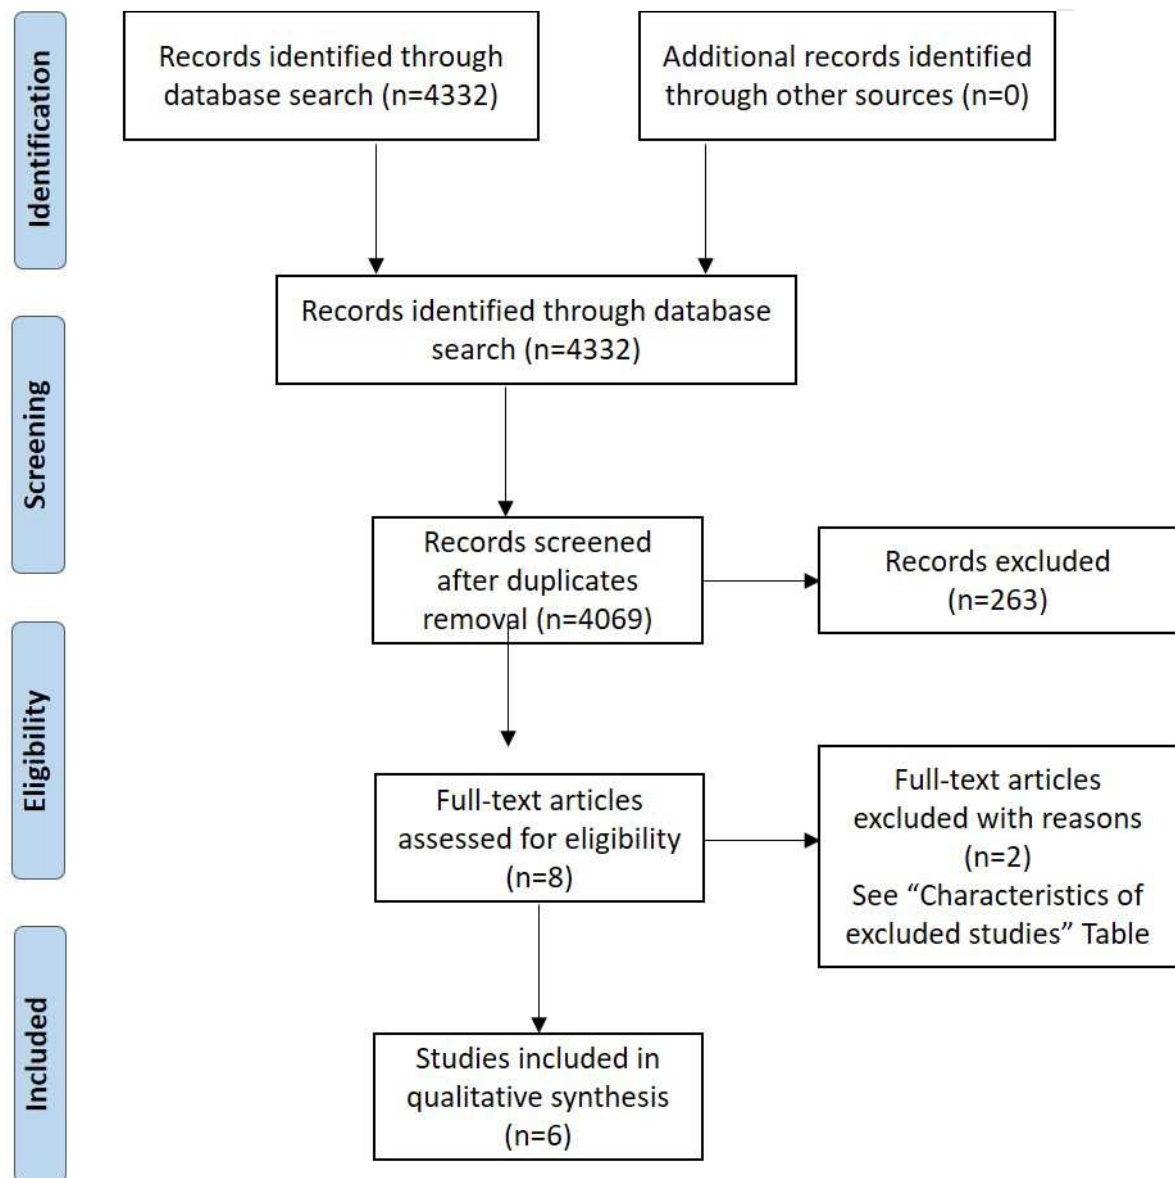 Identification
Records identified through
database search (n=4332)
Additional records identified
through other sources (n=0)
Records identified through database
search (n=4332)
Screening
Records screened
after duplicates
removal (n=4069)
Records excluded
(n=263)
Eligibility
Full-text articles
assessed for eligibility
(n=8)
Full-text articles
excluded with reasons
(n=2)
See “Characteristics of
excluded studies” Table
Included
Studies included in
qualitative synthesis
(n=6)